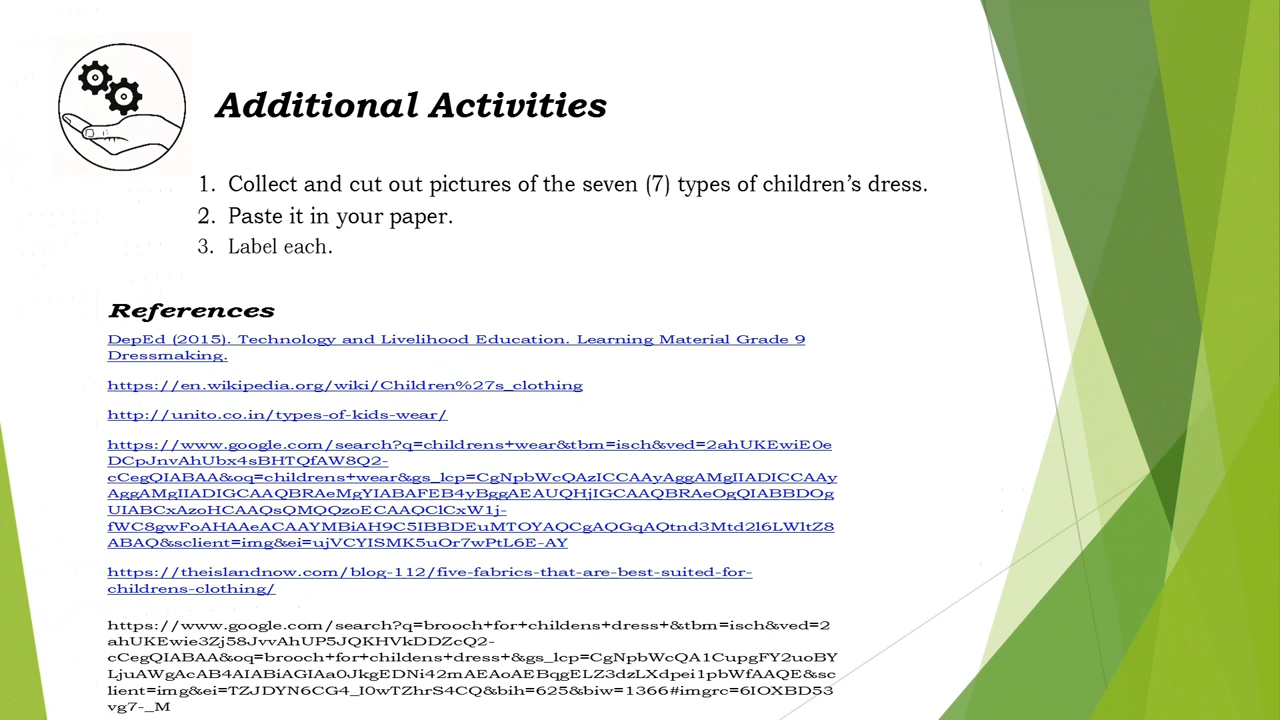 Additional Activities
1. Collect and cut out pictures of the seven (7) types of children's dress.
2. Paste it in your paper.
3. Label each.
References
DepEd (2015). Technology and Livelihood Education. Learning Material Grade 9
Dressmaking.
https://en.wikipedia.org/wiki/Children%27s_clothing
http://unito.co.in/types-of-kids-wear/
https://www.google.com/search?q=childrens+wear&tbm=isch&ved=2ahUKEwiE0e
DCpJnvAhUbx4sBHTQfAW8Q2-
cCegQIABAA&oq=childrens+wear&gs_lcp=CgNpbWcQAzICCAAyAggAMgIIADICCAAy
AggAMgIIADIGCAAQBRAeMgYIABAFEB4yBggAEAUQHjIGCAAQBRAeOgQIABBDOg
UIABCxAzoHCAAQsQMQQzoECAAQClCxW1j-
fWC8gwFoAHAAeACAAYMBiAH9C5IBBDEuMTOYAQCgAQGqAQtnd3Mtd2l6LWltZ8
ABAQ&sclient=img&ei=ujVCYISMK5uOr7wPtL6E-AY
https://theislandnow.com/blog-112/five-fabrics-that-are-best-suited-for-
childrens-clothing/
https://www.google.com/search?q=brooch+for+childens+dress+&tbm=isch&ved=2
ahUKEwie3Zj58JvvAhUP5JQKHVkDDZcQ2-
cCegQIABAA&oq=brooch+for+childens+dress+&gs_lcp=CgNpbWcQA1CupgFY2uoBY
LjuAWgAcAB4AIABiAGIAa0JkgEDNi42mAEAoAEBqgELZ3dzLXdpei1pbWfAAQE&sc
lient=img&ei=TZJDYN6CG4_I0wTZhrS4CQ&bih=625&biw=1366#imgrc=6IOXBD53
vg7-_M